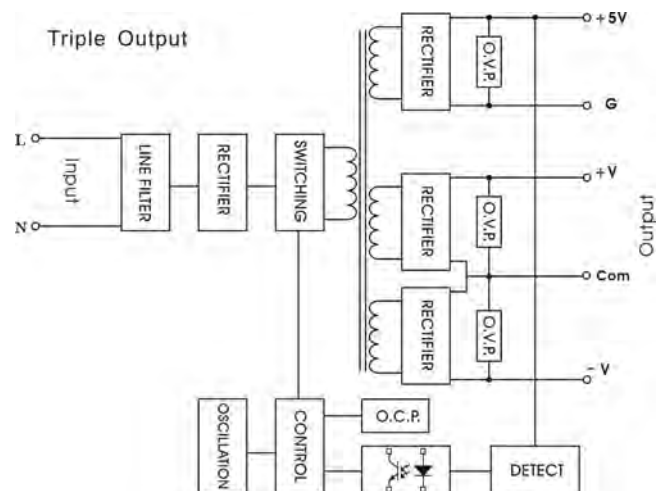 Triple Output
L
N
Input
LINE FILTER
RECTIFIER
SWITCHING
RECTIFIER
O.V.P.
+5V
G
RECTIFIER
O.V.P.
+V
Com
RECTIFIER
O.V.P.
-V
Output
OSCILLATION
CONTROL
O.C.P.
DETECT